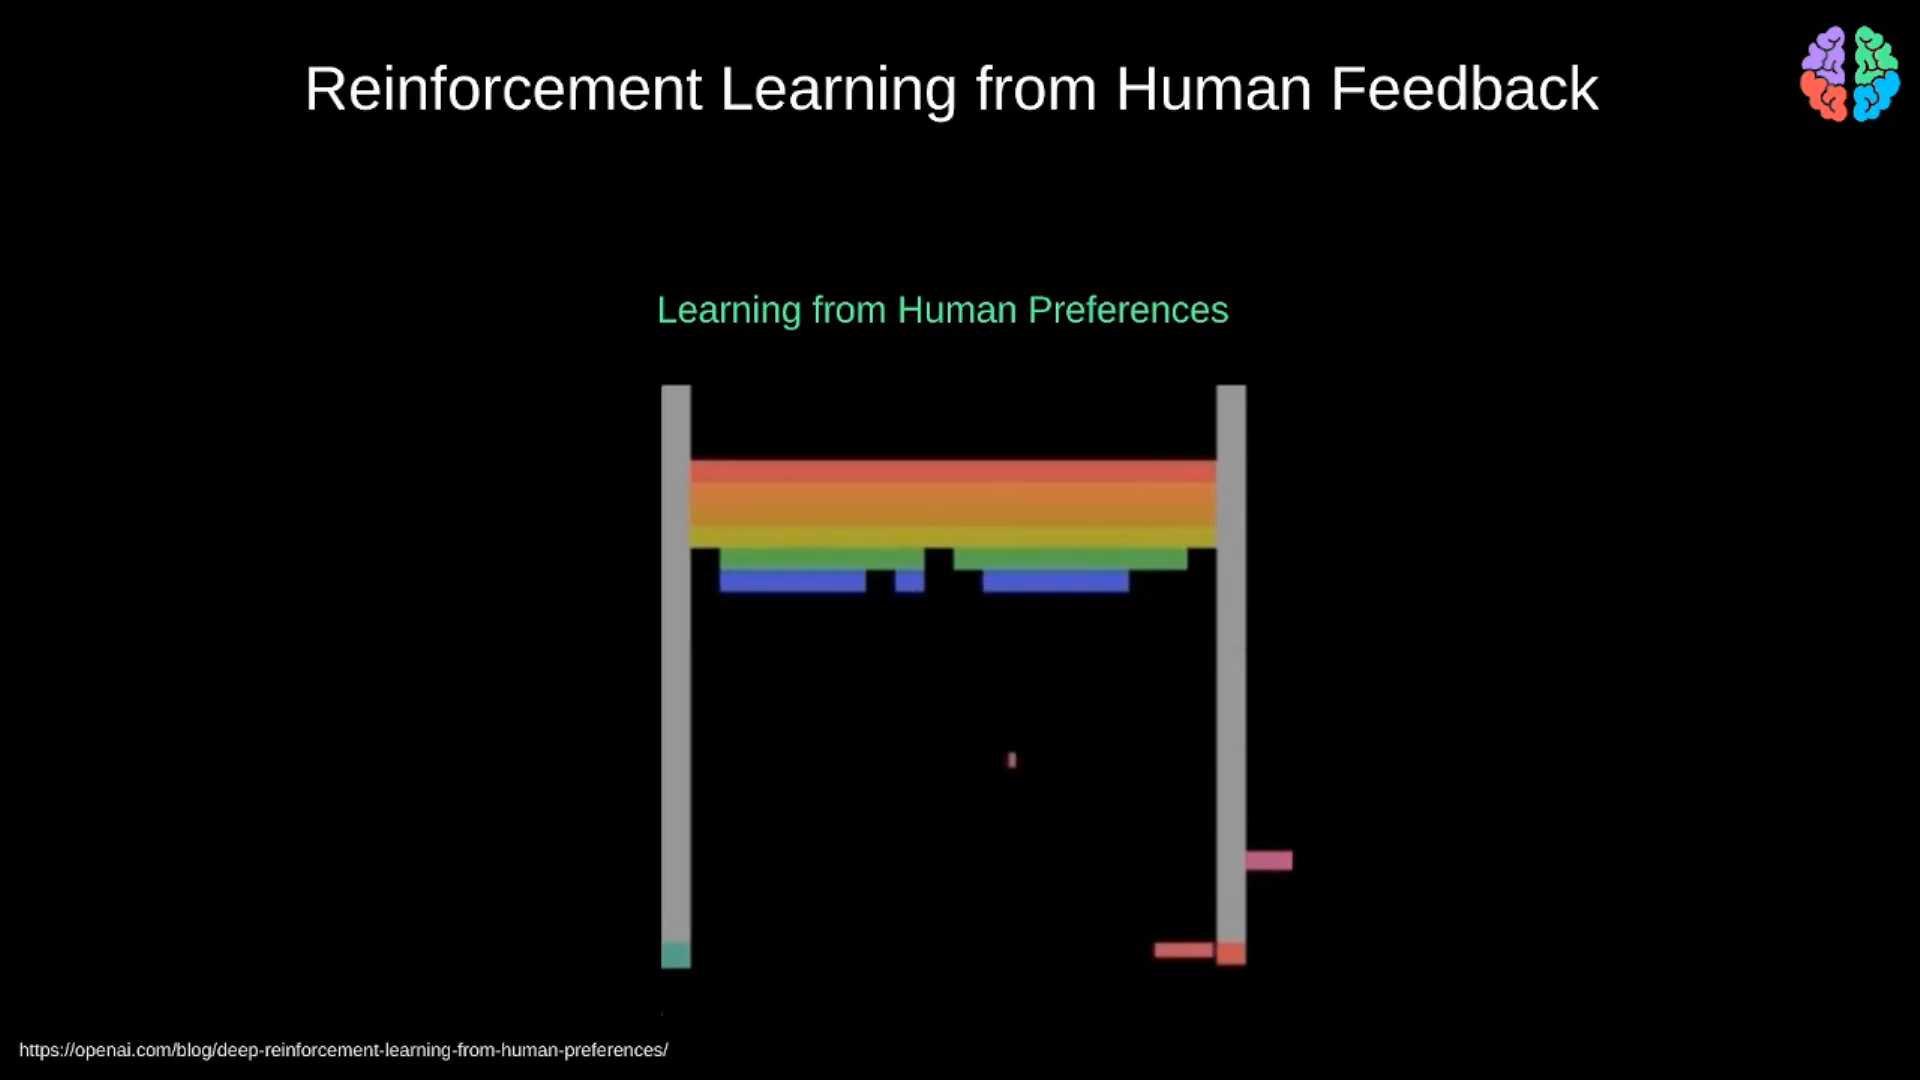 Reinforcement Learning from Human Feedback
Learning from Human Preferences
https://openai.com/blog/deep-reinforcement-learning-from-human-preferences/